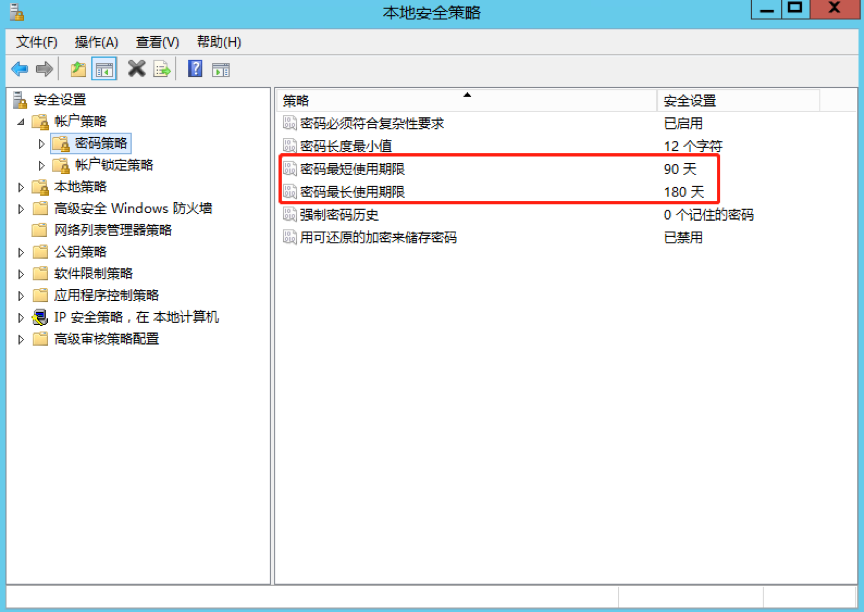 本地安全策略
文件(F) 操作(A) 查看(V) 帮助(H)
安全设置
帐户策略
密码策略
帐户锁定策略
本地策略
高级安全 Windows 防火墙
网络列表管理器策略
公钥策略
软件限制策略
应用程序控制策略
IP 安全策略，在 本地计算机
高级审核策略配置
策略 安全设置
密码必须符合复杂性要求 已启用
密码长度最小值 12 个字符
密码最短使用期限 90 天
密码最长使用期限 180 天
强制密码历史 0 个记住的密码
用可还原的加密来储存密码 已禁用